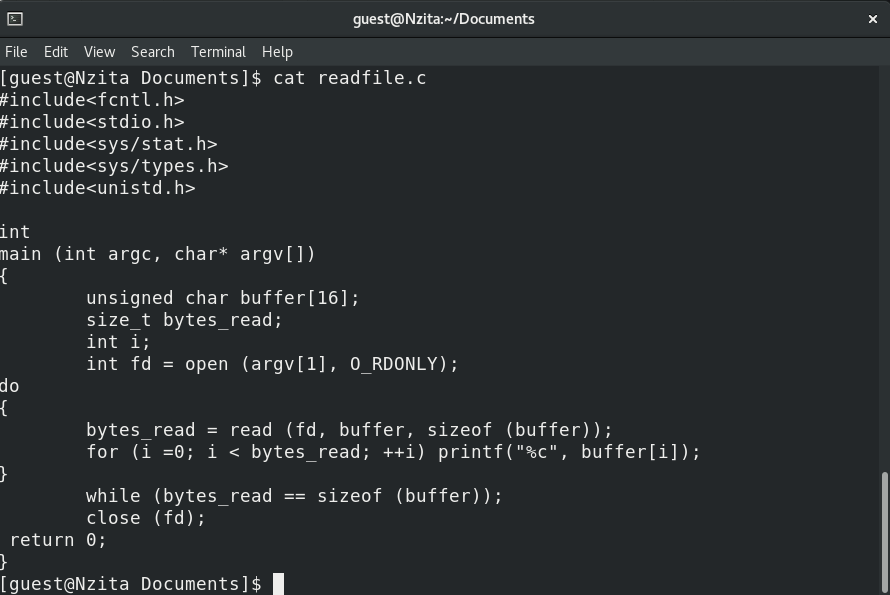 guest@Nzita:~/Documents
File Edit View Search Terminal Help
[guest@Nzita Documents]$ cat readfile.c
#include<fcntl.h>
#include<stdio.h>
#include<sys/stat.h>
#include<sys/types.h>
#include<unistd.h>

int
main (int argc, char* argv[])
{
        unsigned char buffer[16];
        size_t bytes_read;
        int i;
        int fd = open (argv[1], O_RDONLY);
do
{
        bytes_read = read (fd, buffer, sizeof (buffer));
        for (i =0; i < bytes_read; ++i) printf("%c", buffer[i]);
}
        while (bytes_read == sizeof (buffer));
        close (fd);
 return 0;
}
[guest@Nzita Documents]$